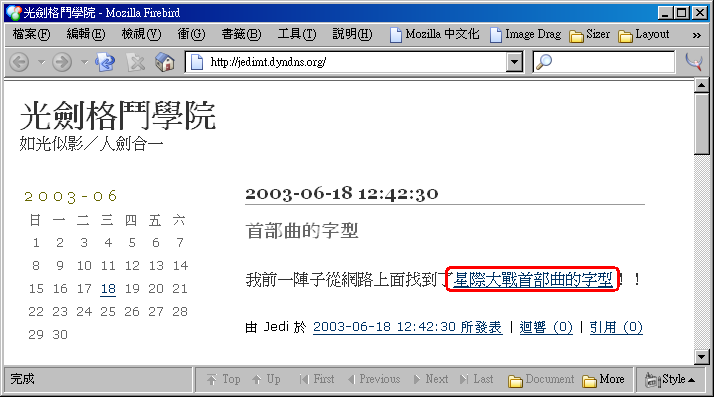 光劍格鬥學院 - Mozilla Firebird
檔案(F) 編輯(E) 檢視(V) 衝(G) 書籤(B) 工具(T) 說明(H) Mozilla 中文化 Image Drag Sizer Layout »
http://jedimt.dyndns.org/
光劍格鬥學院
如光似影／人劍合一
2003-06
日 一 二 三 四 五 六
1 2 3 4 5 6 7
8 9 10 11 12 13 14
15 16 17 18 19 20 21
22 23 24 25 26 27 28
29 30
2003-06-18 12:42:30
首部曲的字型
我前一陣子從網路上面找到了星際大戰首部曲的字型！！
由 Jedi 於 2003-06-18 12:42:30 所發表 | 迴響 (0) | 引用 (0)
完成 Top Up First Previous Next Last Document More Style